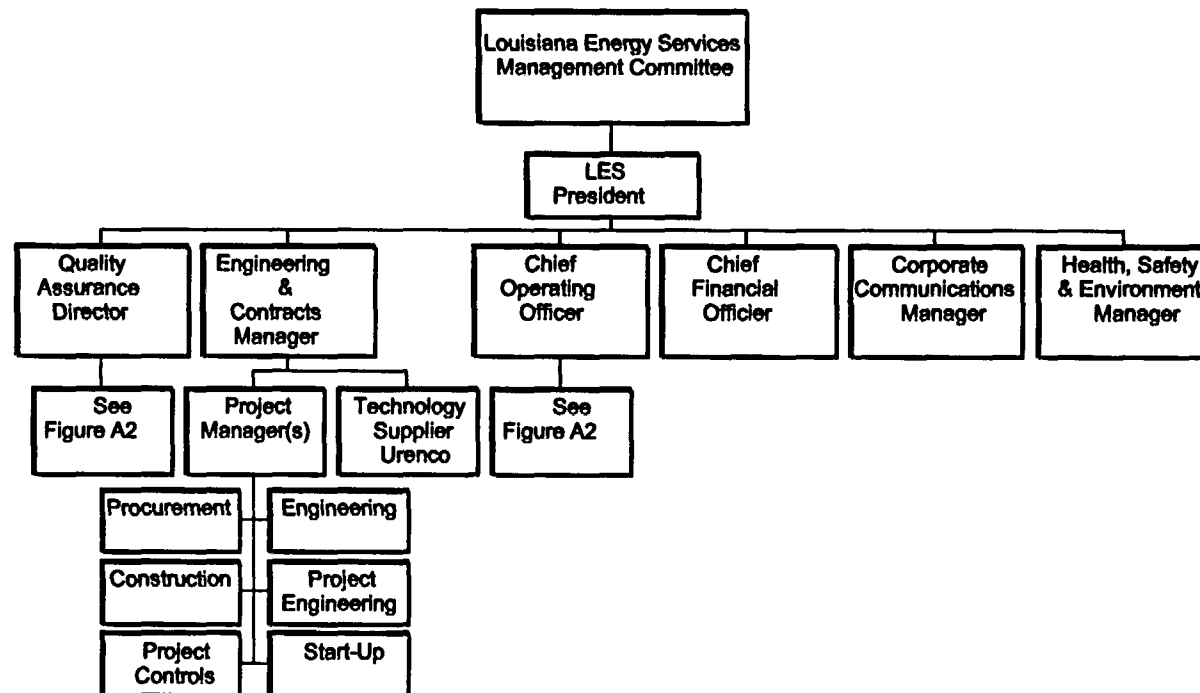 Louisiana Energy Services
Management Committee
LES
President
Quality
Assurance
Director
Engineering
&
Contracts
Manager
Chief
Operating
Officer
Chief
Financial
Officier
Corporate
Communications
Manager
Health, Safety
& Environment
Manager
See
Figure A2
Project
Manager(s)
Technology
Supplier
Urenco
See
Figure A2
Procurement
Engineering
Construction
Project
Engineering
Project
Controls
Start-Up